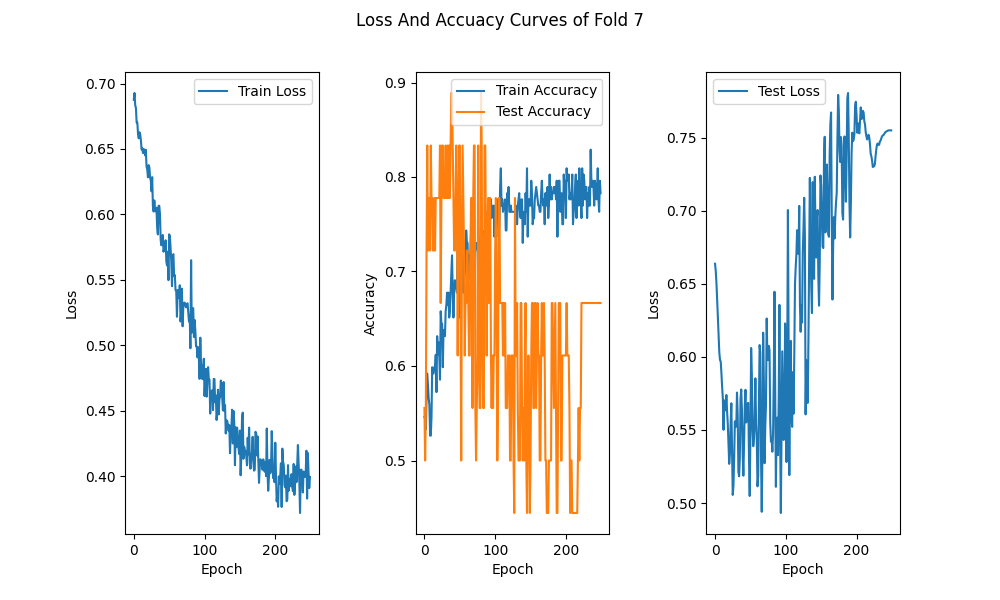 Loss And Accuacy Curves of Fold 7
Train Loss
0.70
0.65
0.60
0.55
0.50
0.45
0.40
Loss
0 100 200
Epoch
Train Accuracy
Test Accuracy
0.9
0.8
0.7
0.6
0.5
Accuracy
0 100 200
Epoch
Test Loss
0.75
0.70
0.65
0.60
0.55
0.50
Loss
0 100 200
Epoch